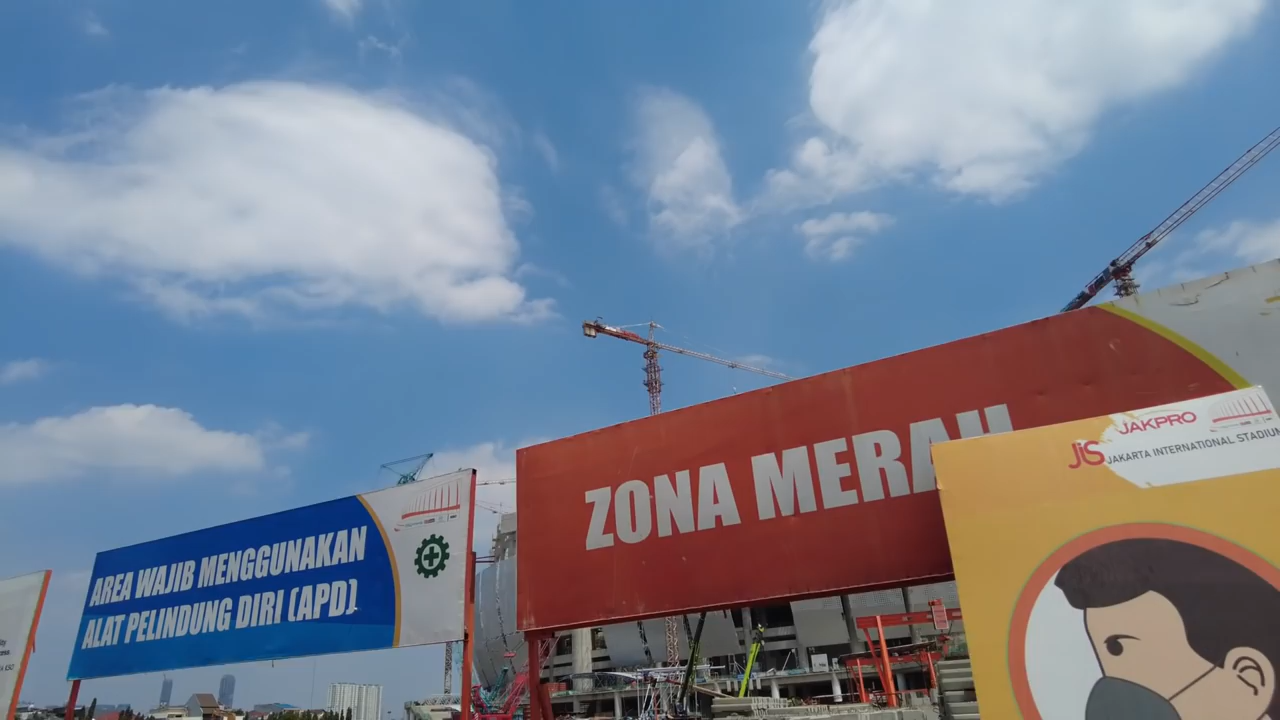 AREA WAJIB MENGGUNAKAN
ALAT PELINDUNG DIRI (APD)
ZONA MERAH
JAKPRO
JIS JAKARTA INTERNATIONAL STADIUM